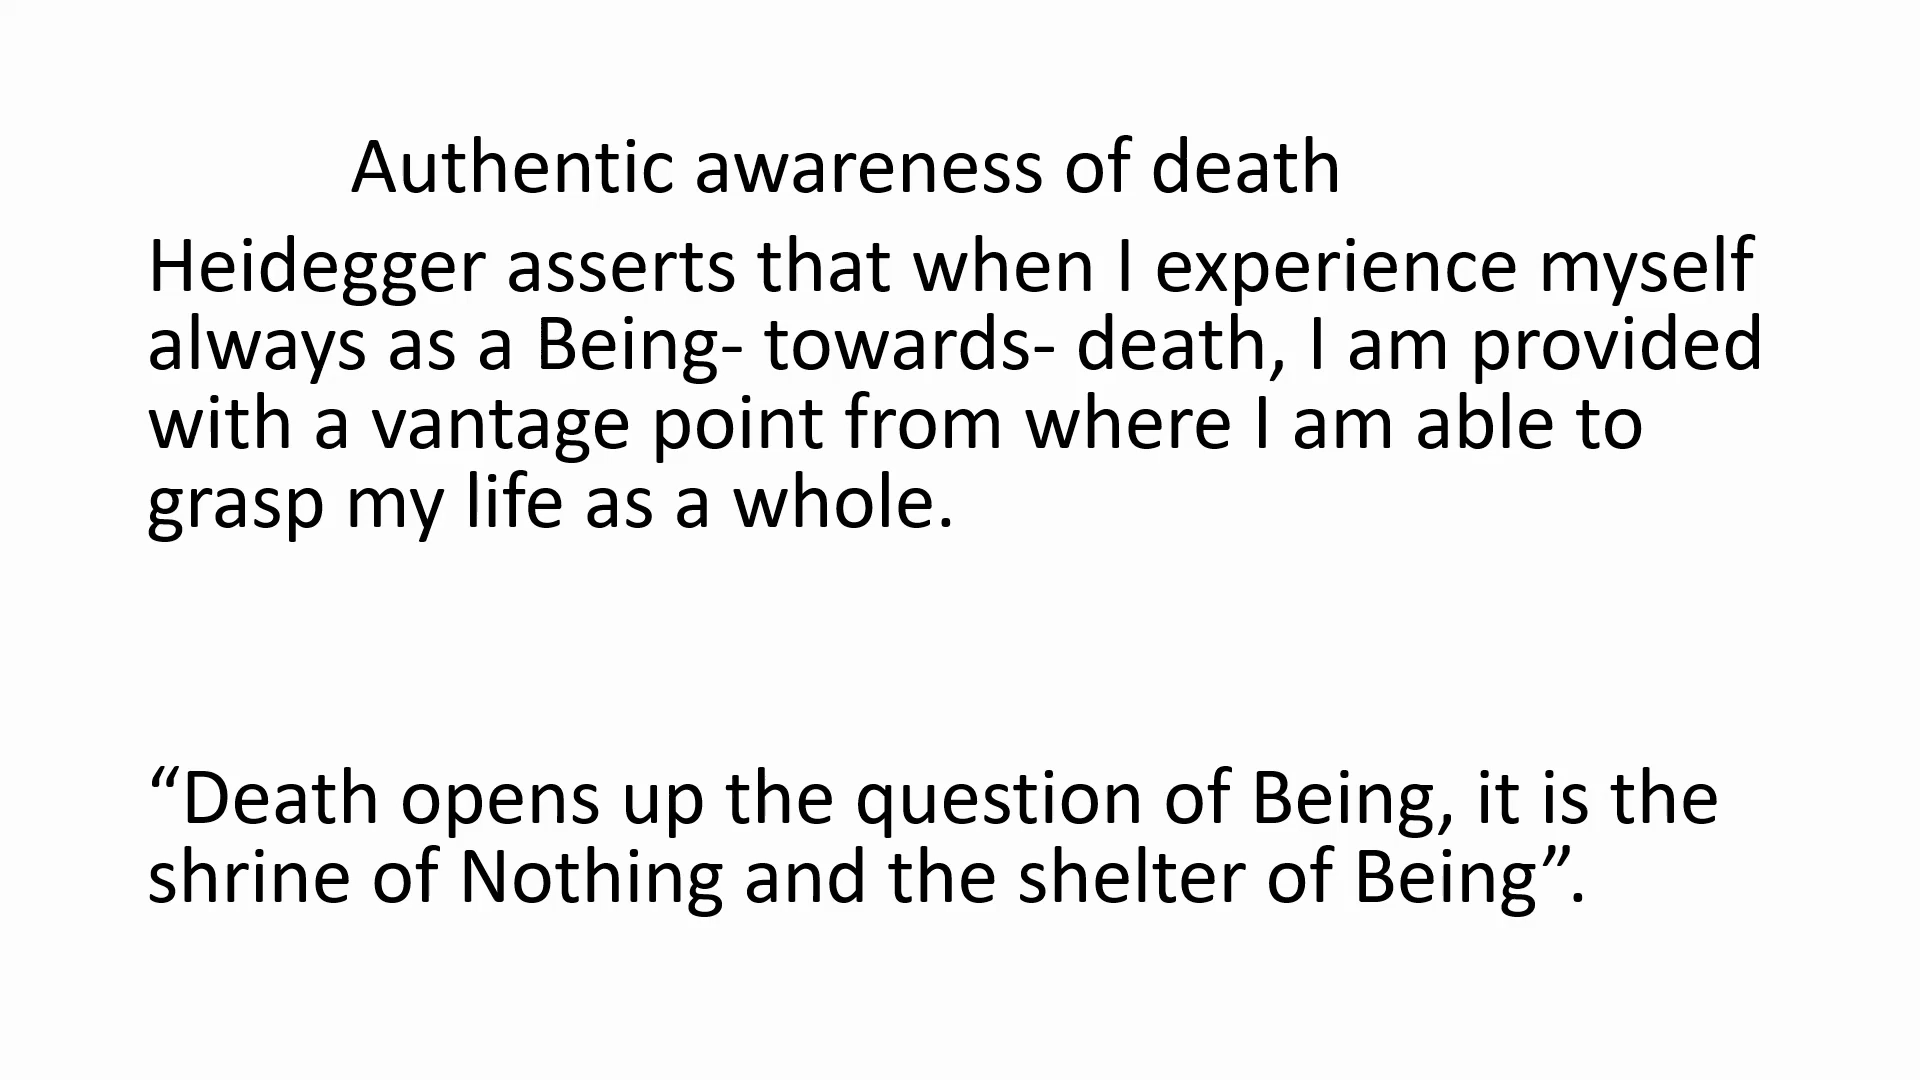 Authentic awareness of death
Heidegger asserts that when I experience myself
always as a Being- towards- death, I am provided
with a vantage point from where I am able to
grasp my life as a whole.
“Death opens up the question of Being, it is the
shrine of Nothing and the shelter of Being”.